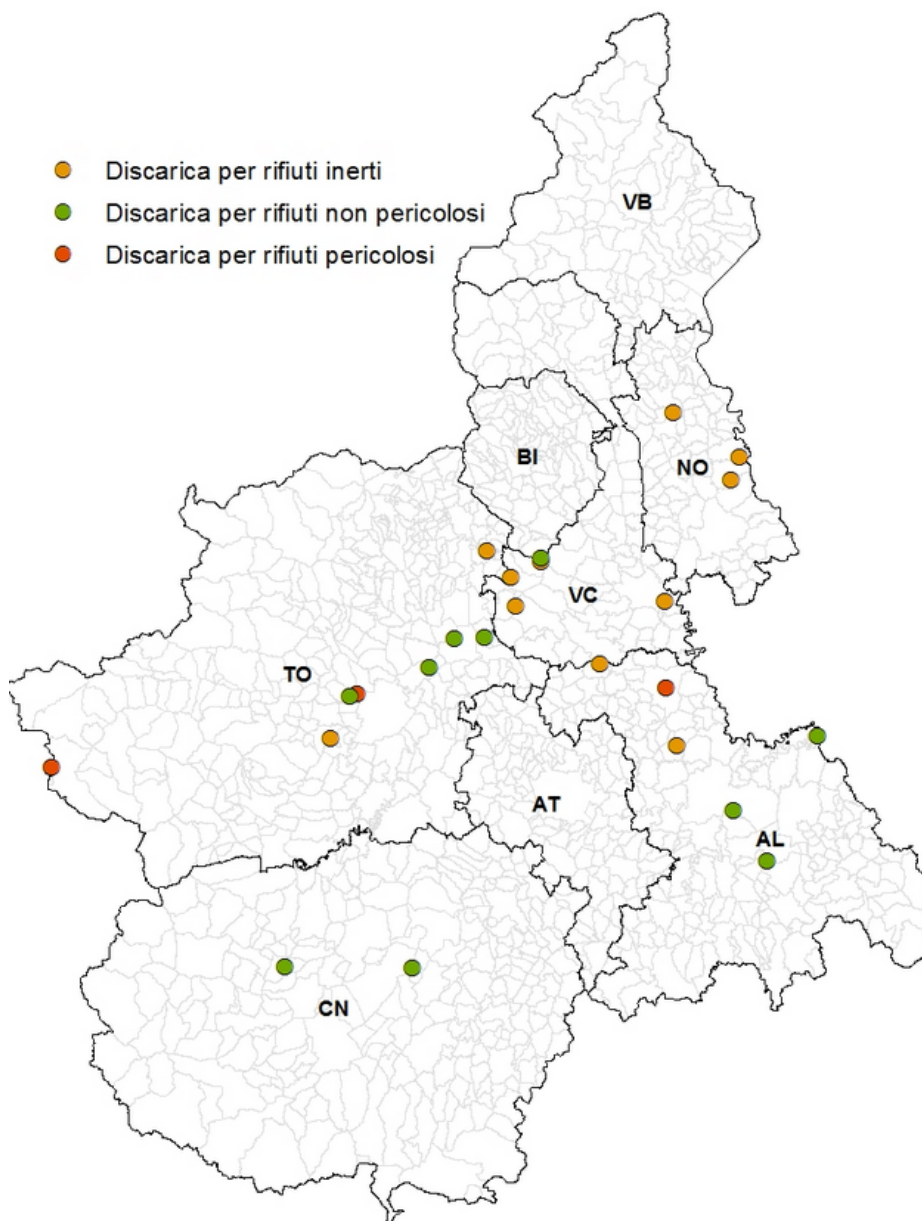 Discarica per rifiuti inerti
Discarica per rifiuti non pericolosi
Discarica per rifiuti pericolosi
VB
BI
NO
VC
TO
AT
AL
CN